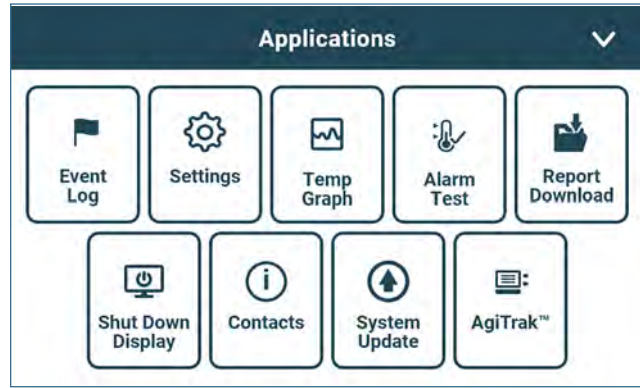 Applications
Event
Log
Settings
Temp
Graph
Alarm
Test
Report
Download
Shut Down
Display
Contacts
System
Update
AgiTrak™